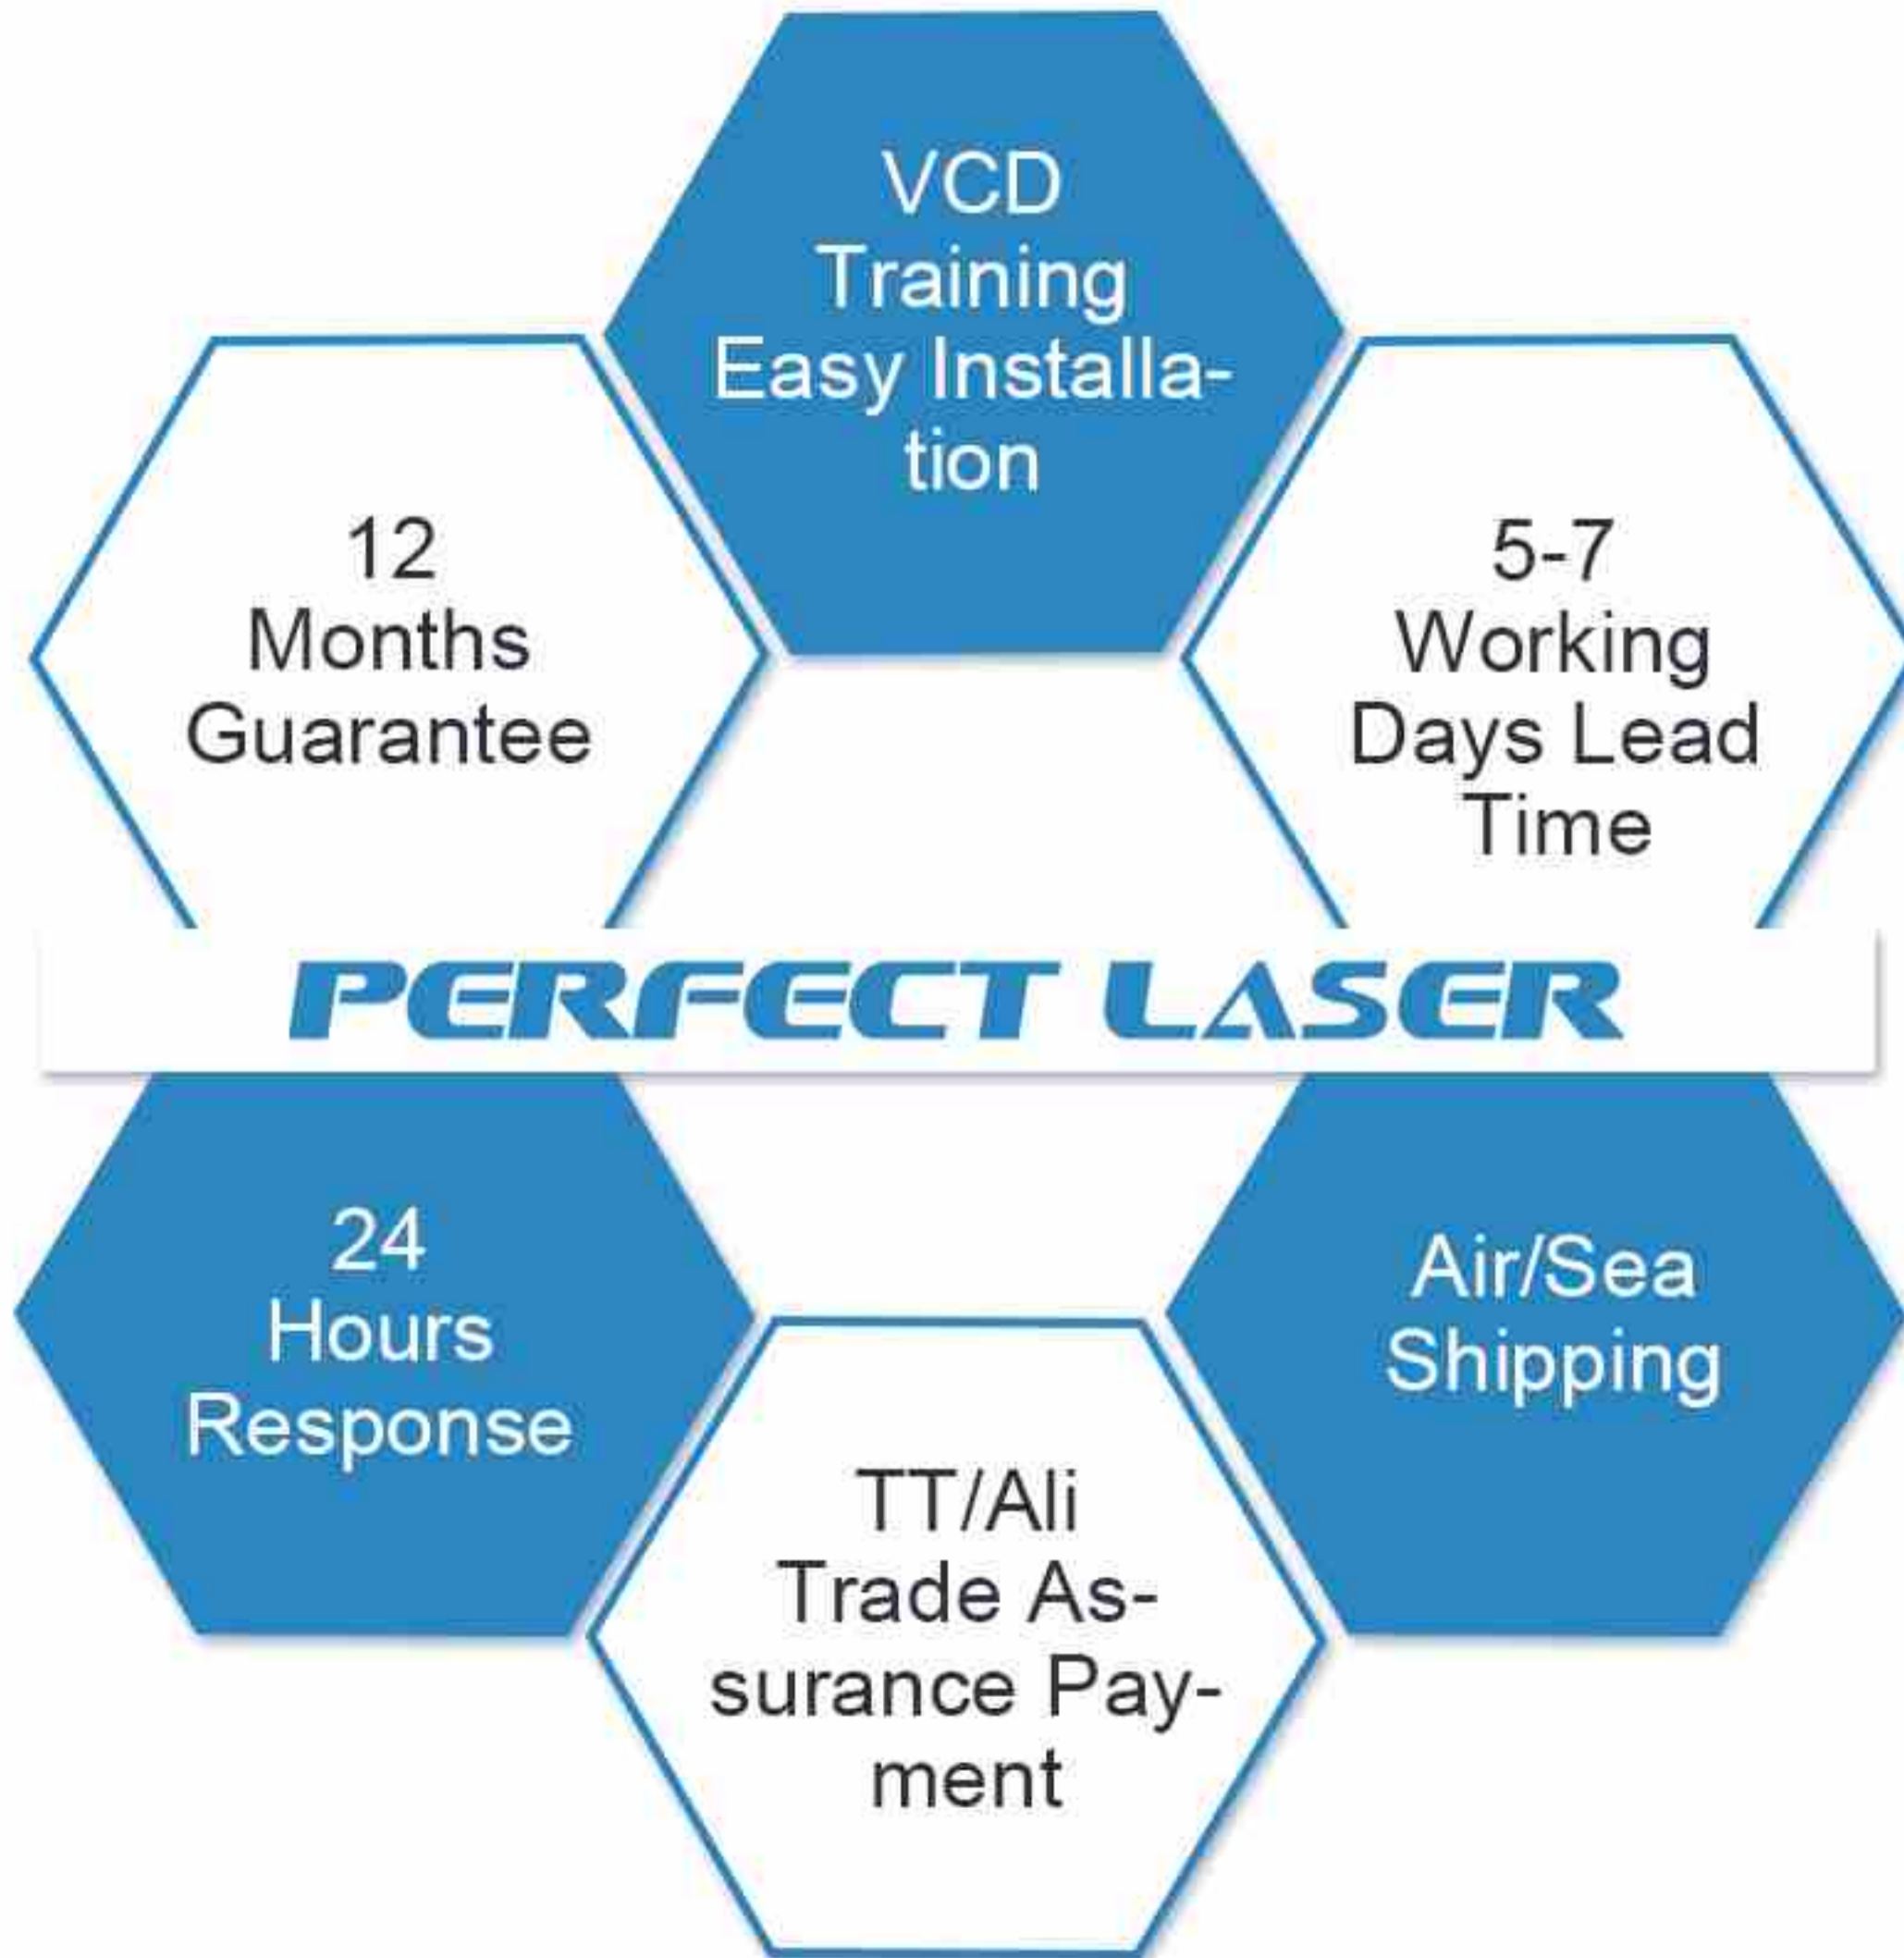 VCD
Training
Easy Installa-
tion
12
Months
Guarantee
5-7
Working
Days Lead
Time
PERFECT LASER
24
Hours
Response
Air/Sea
Shipping
TT/Ali
Trade As-
surance Pay-
ment